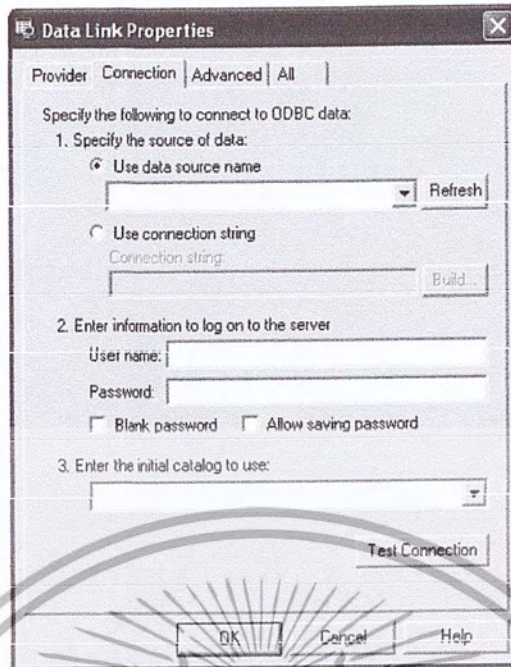 Data Link Properties
Provider Connection Advanced All
Specify the following to connect to ODBC data:
1. Specify the source of data:
Use data source name
Refresh
Use connection string
Connection string:
Build...
2. Enter information to log on to the server
User name:
Password:
Blank password Allow saving password
3. Enter the initial catalog to use:
Test Connection
OK Cancel Help